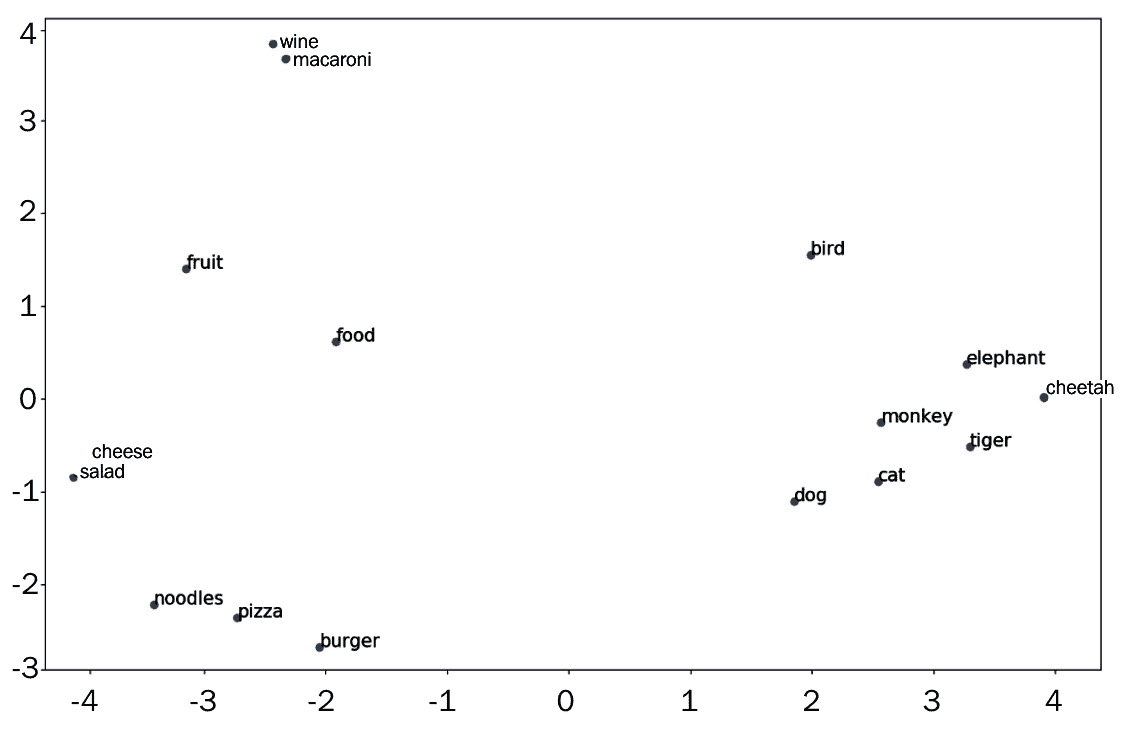 4
wine
macaroni
3
2
bird
fruit
1
food
elephant
0
cheetah
monkey
tiger
cheese
salad
cat
-1
dog
-2
noodles
pizza
burger
-3
-4 -3 -2 -1 0 1 2 3 4